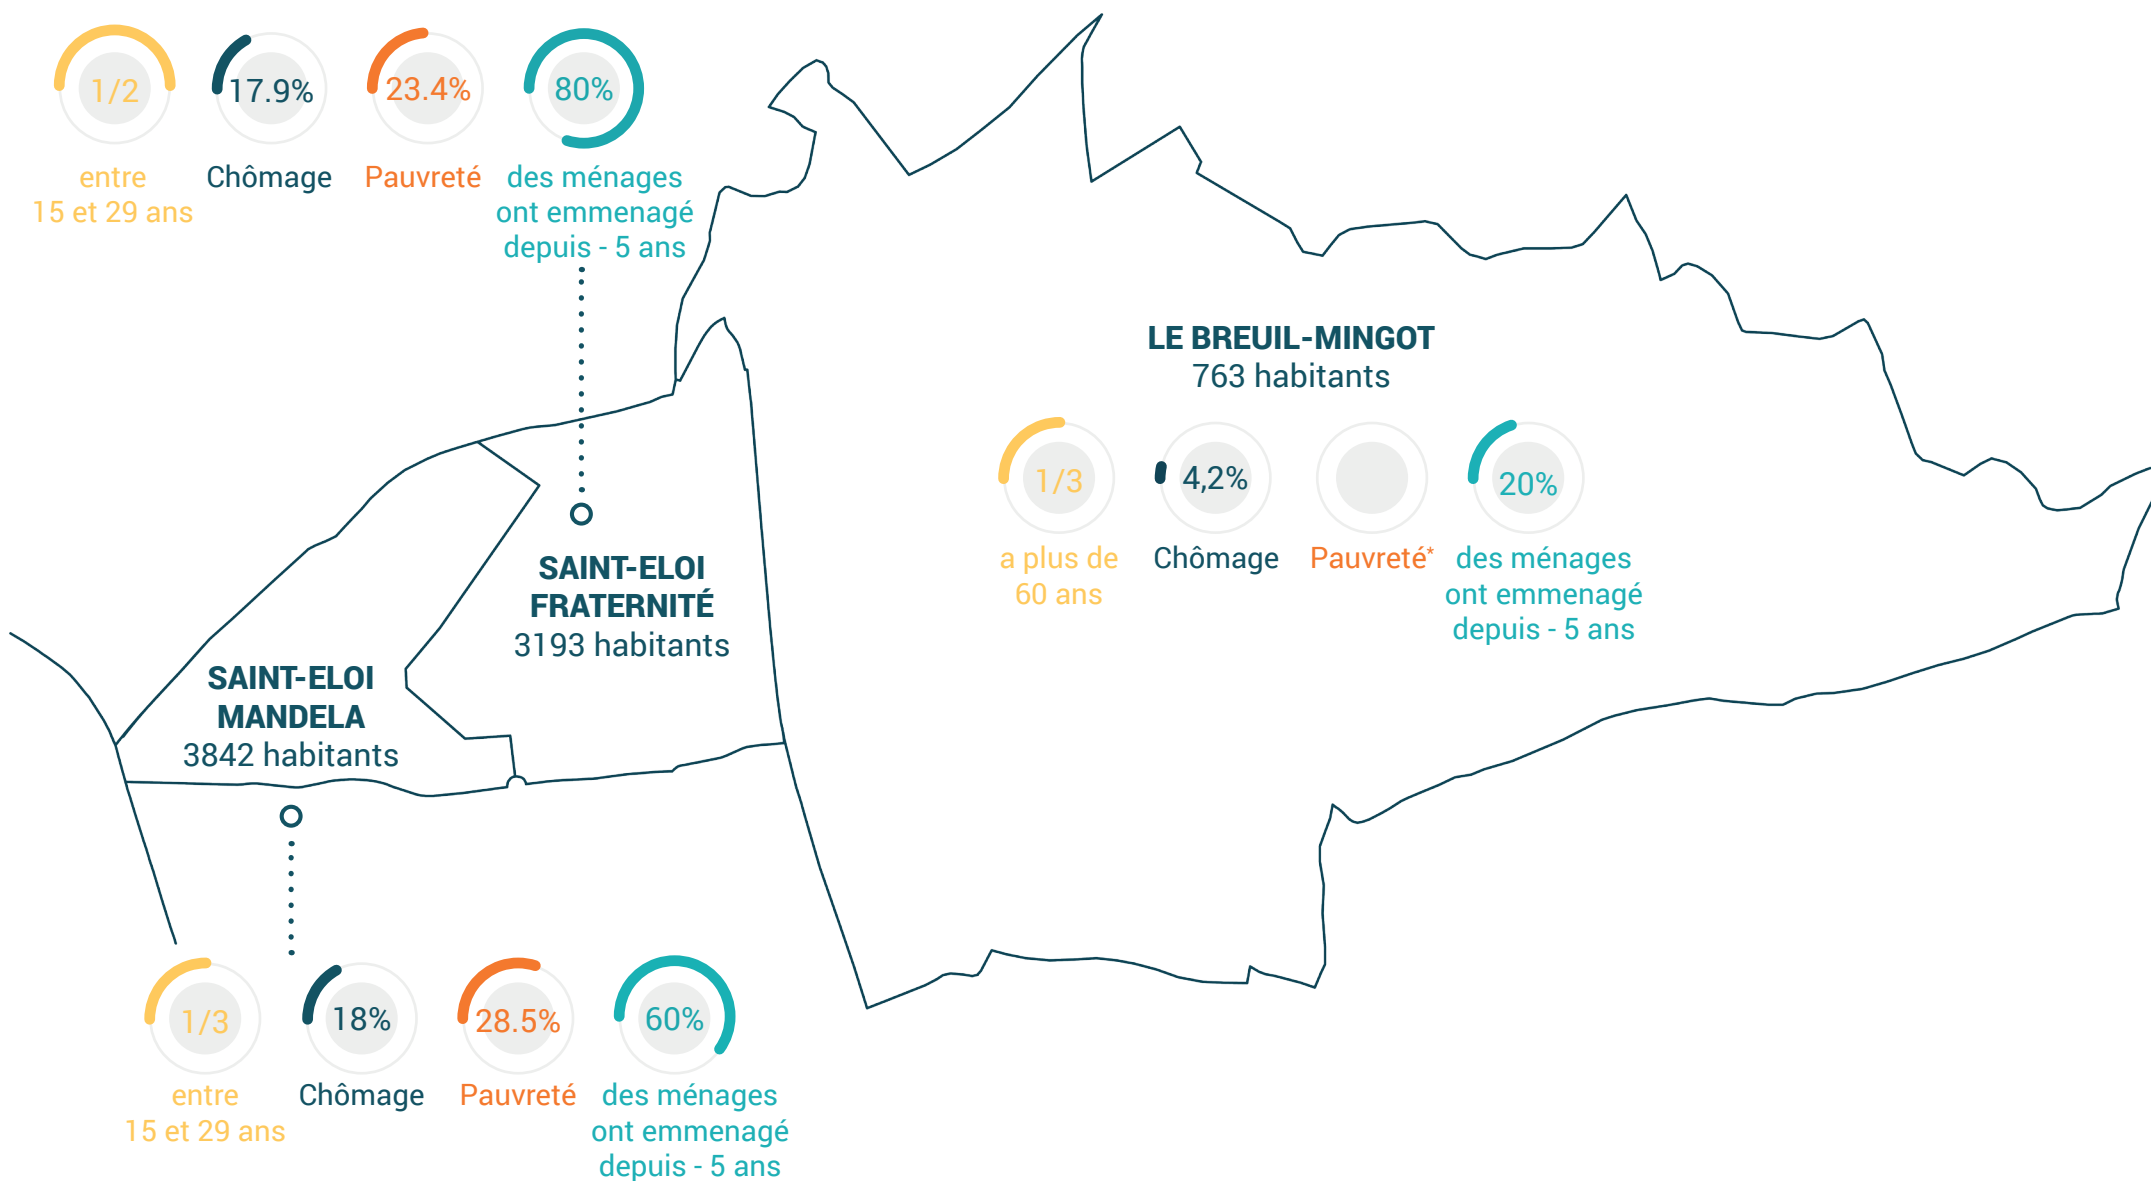 1/2
entre
15 et 29 ans
17.9%
Chômage
23.4%
Pauvreté
80%
des ménages
ont emmenagé
depuis - 5 ans
LE BREUIL-MINGOT
763 habitants
1/3
a plus de
60 ans
4,2%
Chômage
Pauvreté*
20%
des ménages
ont emmenagé
depuis - 5 ans
SAINT-ELOI
FRATERNITÉ
3193 habitants
SAINT-ELOI
MANDELA
3842 habitants
1/3
entre
15 et 29 ans
18%
Chômage
28.5%
Pauvreté
60%
des ménages
ont emmenagé
depuis - 5 ans